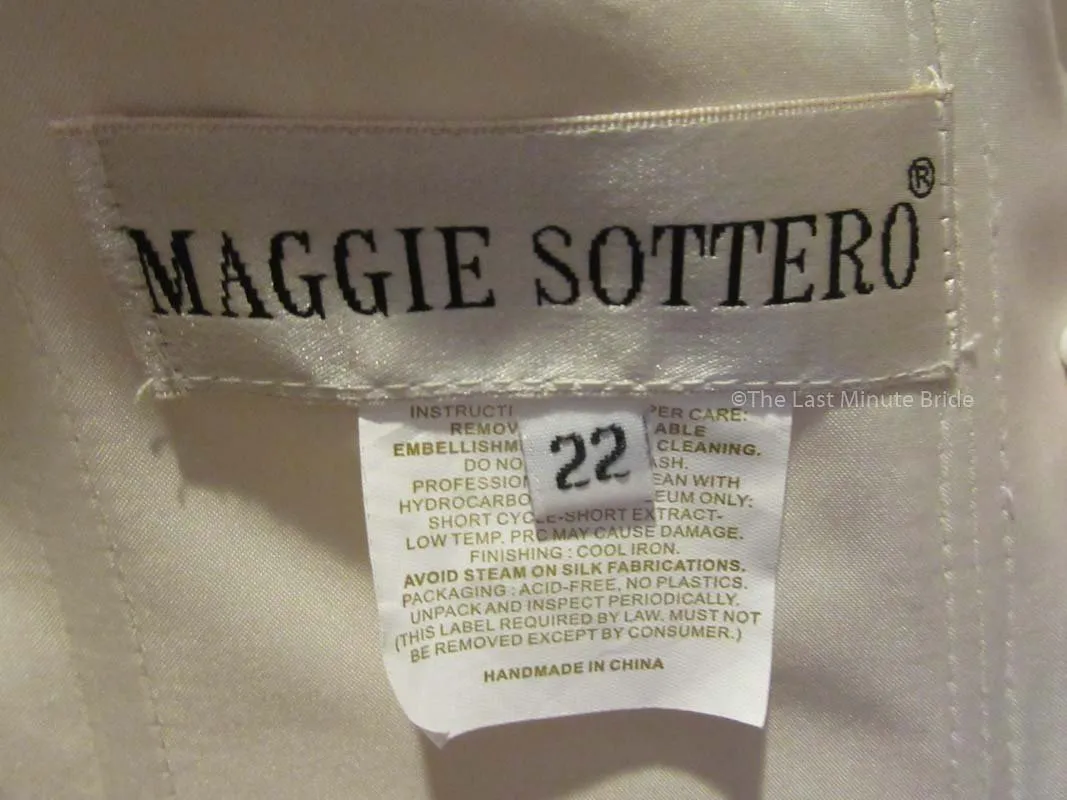 MAGGIE SOTTERO®
©The Last Minute Bride
22
INSTRUCTI PER CARE:
REMOV ABLE
EMBELLISHM CLEANING.
DO NO ASH.
PROFESSION EAN WITH
HYDROCARBO EUM ONLY:
SHORT CYCLE-SHORT EXTRACT-
LOW TEMP. PRC MAY CAUSE DAMAGE.
FINISHING : COOL IRON.
AVOID STEAM ON SILK FABRICATIONS.
PACKAGING : ACID-FREE, NO PLASTICS.
UNPACK AND INSPECT PERIODICALLY.
(THIS LABEL REQUIRED BY LAW. MUST NOT
BE REMOVED EXCEPT BY CONSUMER.)
HANDMADE IN CHINA